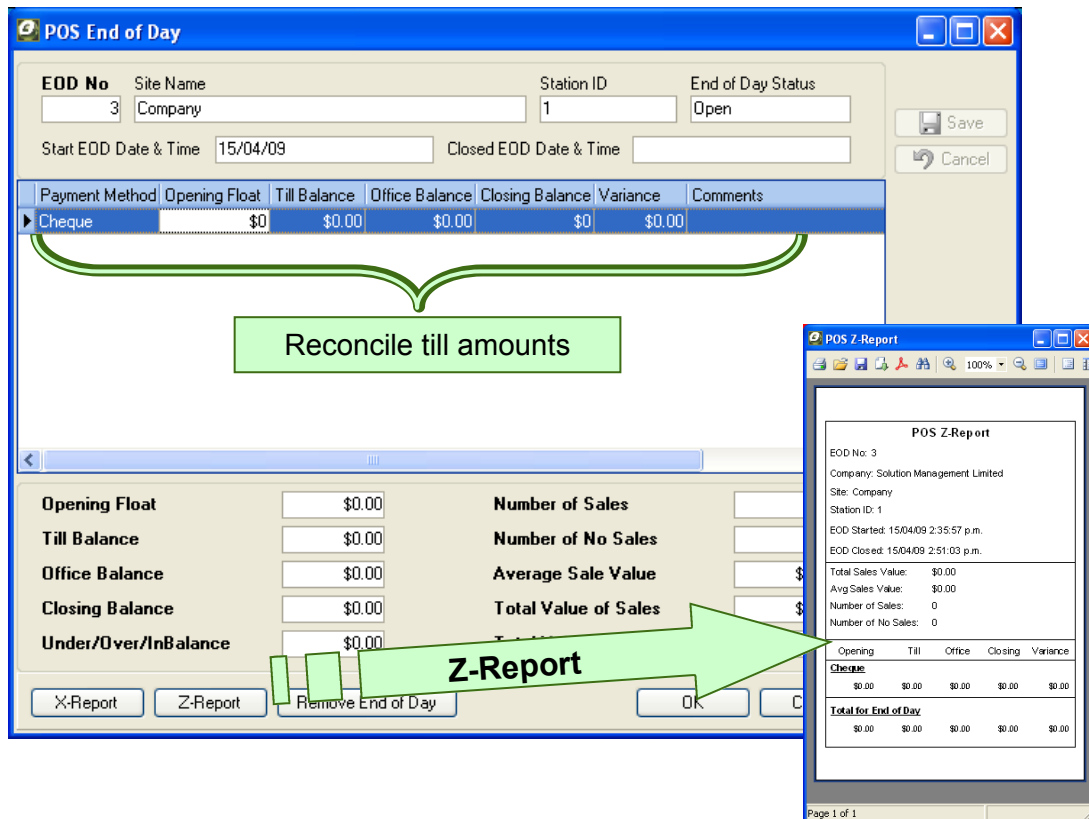 POS End of Day
EOD No Site Name Station ID End of Day Status
3 Company 1 Open
Save
Start EOD Date & Time 15/04/09 Closed EOD Date & Time
Cancel
Payment Method Opening Float Till Balance Office Balance Closing Balance Variance Comments
Cheque $0 $0.00 $0.00 $0 $0.00
Reconcile till amounts
Opening Float $0.00 Number of Sales
Till Balance $0.00 Number of No Sales
Office Balance $0.00 Average Sale Value $
Closing Balance $0.00 Total Value of Sales $
Under/Over/InBalance $0.00
Z-Report
X-Report Z-Report Remove End of Day OK C
POS Z-Report
100%
POS Z-Report
EOD No: 3
Company: Solution Management Limited
Site: Company
Station ID: 1
EOD Started: 15/04/09 2:35:57 p.m.
EOD Closed: 15/04/09 2:51:03 p.m.
Total Sales Value: $0.00
Avg Sales Value: $0.00
Number of Sales: 0
Number of No Sales: 0
Opening Till Office Closing Variance
Cheque
$0.00 $0.00 $0.00 $0.00 $0.00
Total for End of Day
$0.00 $0.00 $0.00 $0.00 $0.00
Page 1 of 1